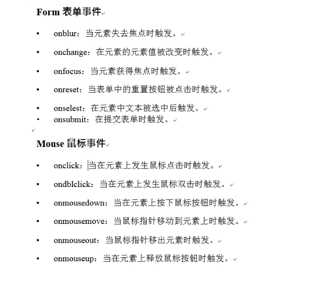 Form 表单事件
• onblur：当元素失去焦点时触发。
• onchange：在元素的元素值被改变时触发。
• onfocus：当元素获得焦点时触发。
• onreset：当表单中的重置按钮被点击时触发。
• onselest：在元素中文本被选中后触发。
• onsubmit：在提交表单时触发。
Mouse 鼠标事件
• onclick：当在元素上发生鼠标点击时触发。
• ondblclick：当在元素上发生鼠标双击时触发。
• onmousedown：当在元素上按下鼠标按钮时触发。
• onmousemove：当鼠标指针移动到元素上时触发。
• onmouseout：当鼠标指针移出元素时触发。
• onmouseup：当在元素上释放鼠标按钮时触发。